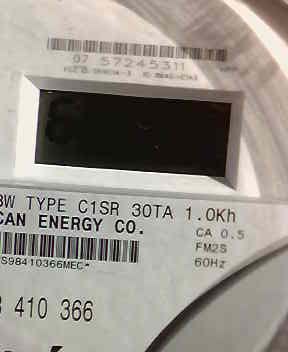 07 57245311
3W TYPE C1SR 30TA 1.0Kh
CAN ENERGY CO.
CA 0.5
FM2S
S98410366MEC*
60Hz
410 366